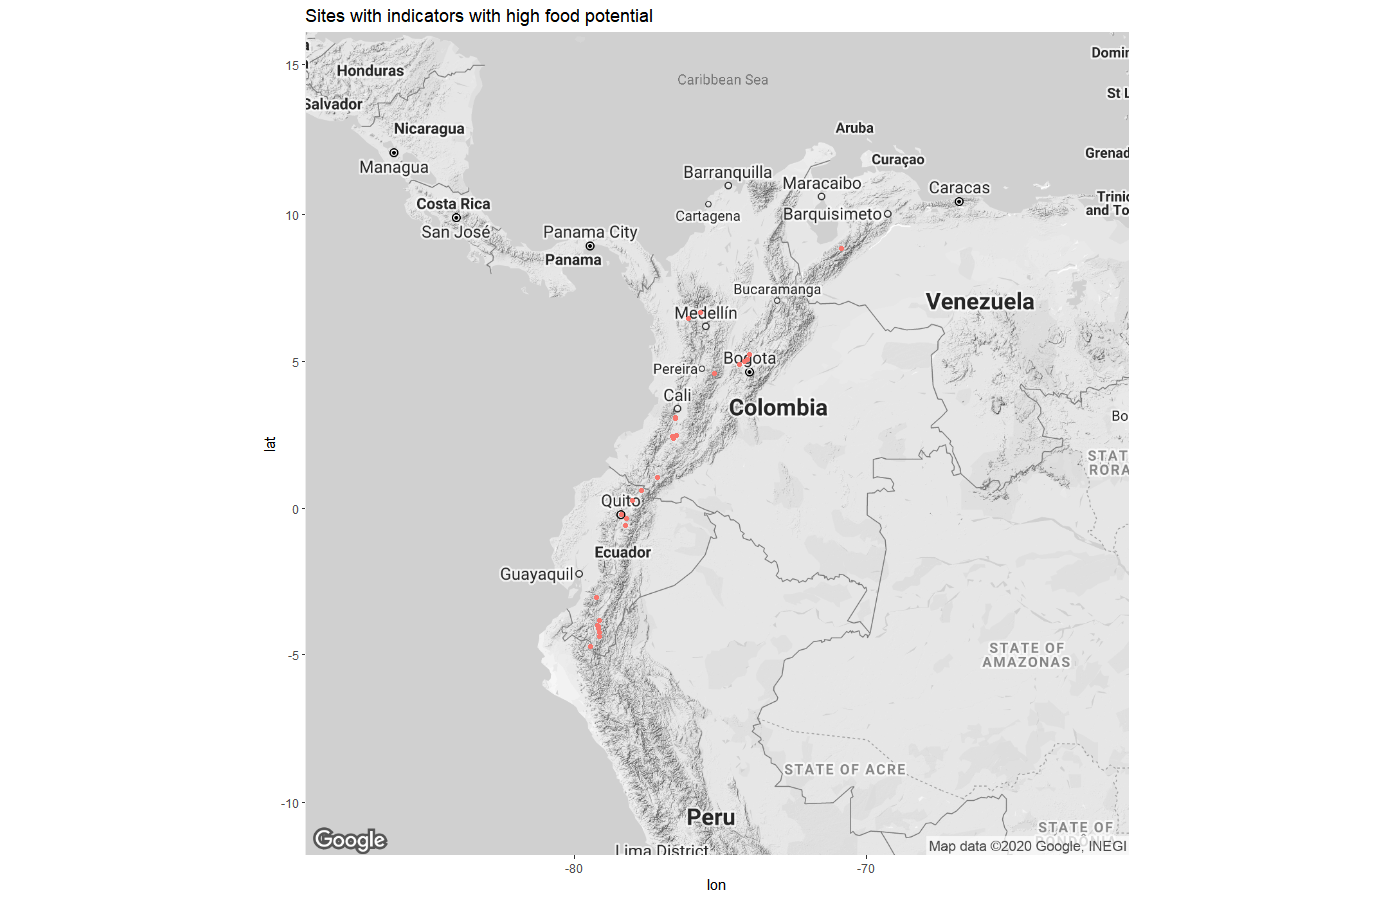 Sites with indicators with high food potential
15
10
5
0
-5
-10
lat
Honduras
Salvador
Nicaragua
Managua
Costa Rica
San José
Panama City
Panama
Caribbean Sea
Domin
St L
Aruba
Curaçao
Grenad
Barranquilla
Maracaibo
Caracas
Cartagena
Barquisimeto
Trinid
and To
Bucaramanga
Venezuela
Medellín
Bogota
Pereira
Cali
Colombia
Bo
STAT
RORA
Quito
Ecuador
Guayaquil
STATE OF
AMAZONAS
STATE OF ACRE
Peru
STATE OF
RONDÔNIA
Lima District
Google
Map data ©2020 Google, INEGI
-80
-70
lon